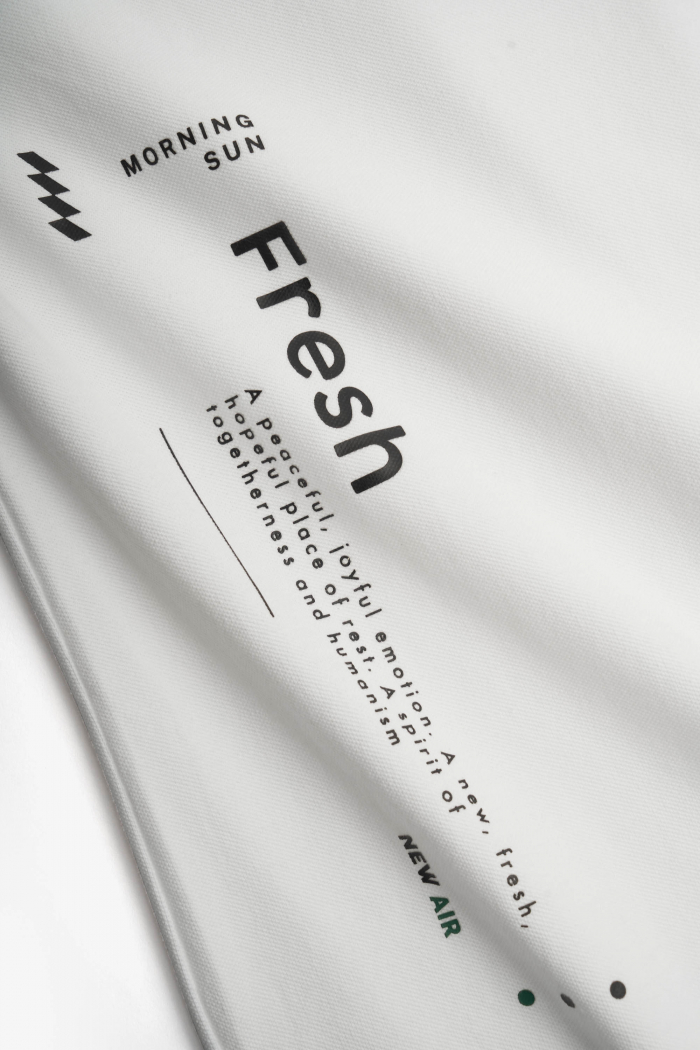 MORNING
SUN
Fresh
A peaceful, joyful emotion. A new, fresh,
hopeful place of rest. A spirit of
togetherness and humanism
NEW AIR